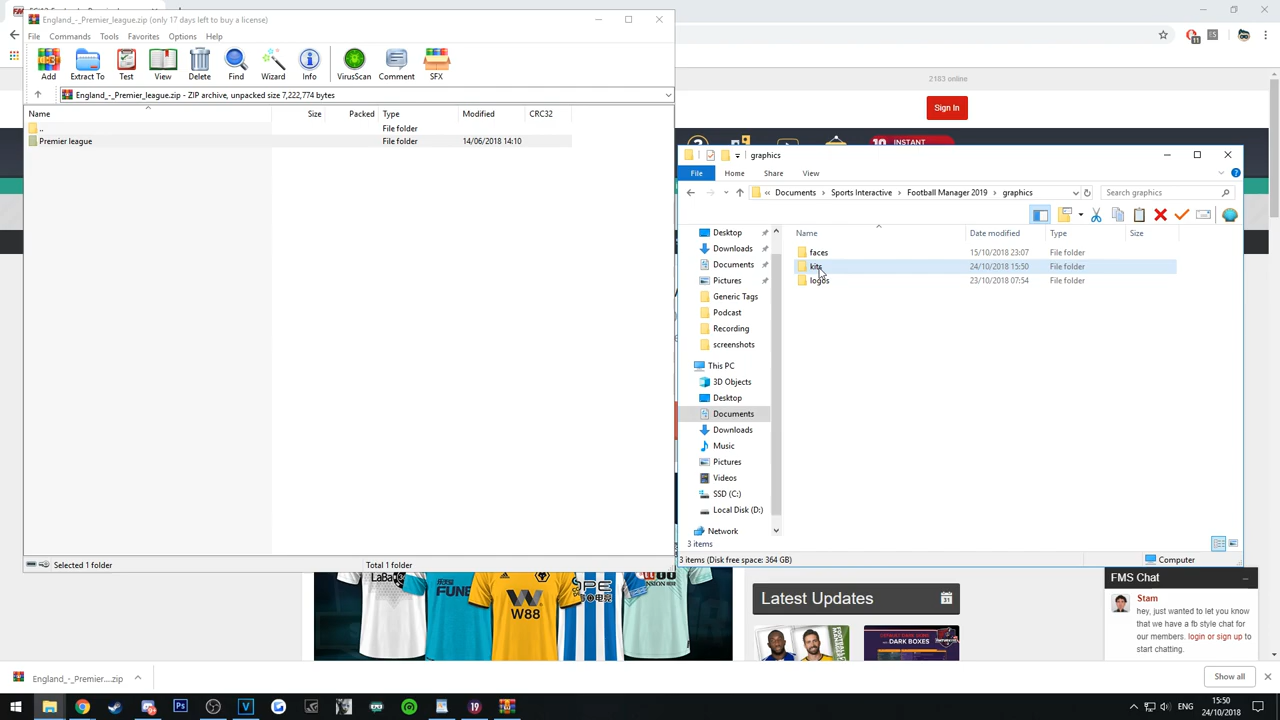 England_-_Premier_league.zip (only 17 days left to buy a license)
File Commands Tools Favorites Options Help
Add Extract To Test View Delete Find Wizard Info VirusScan Comment SFX
England_-_Premier_league.zip - ZIP archive, unpacked size 7,222,774 bytes
Name Size Packed Type Modified CRC32
.. File folder
Premier league File folder 14/06/2018 14:10
Selected 1 folder Total 1 folder
2183 online
Sign In
INSTANT
graphics
File Home Share View
« Documents › Sports Interactive › Football Manager 2019 › graphics
Search graphics
Name Date modified Type Size
faces 15/10/2018 23:07 File folder
kits 24/10/2018 15:50 File folder
logos 23/10/2018 07:54 File folder
Desktop
Downloads
Documents
Pictures
Generic Tags
Podcast
Recording
screenshots
This PC
3D Objects
Desktop
Documents
Downloads
Music
Pictures
Videos
SSD (C:)
Local Disk (D:)
Network
3 items
3 items (Disk free space: 364 GB) Computer
W88
Latest Updates
31
DARK BOXES
FMS Chat
Stam
hey, just wanted to let you know
that we have a fb style chat for
our members. login or sign up to
start chatting.
England_-_Premier....zip
Show all
ENG
15:50
24/10/2018